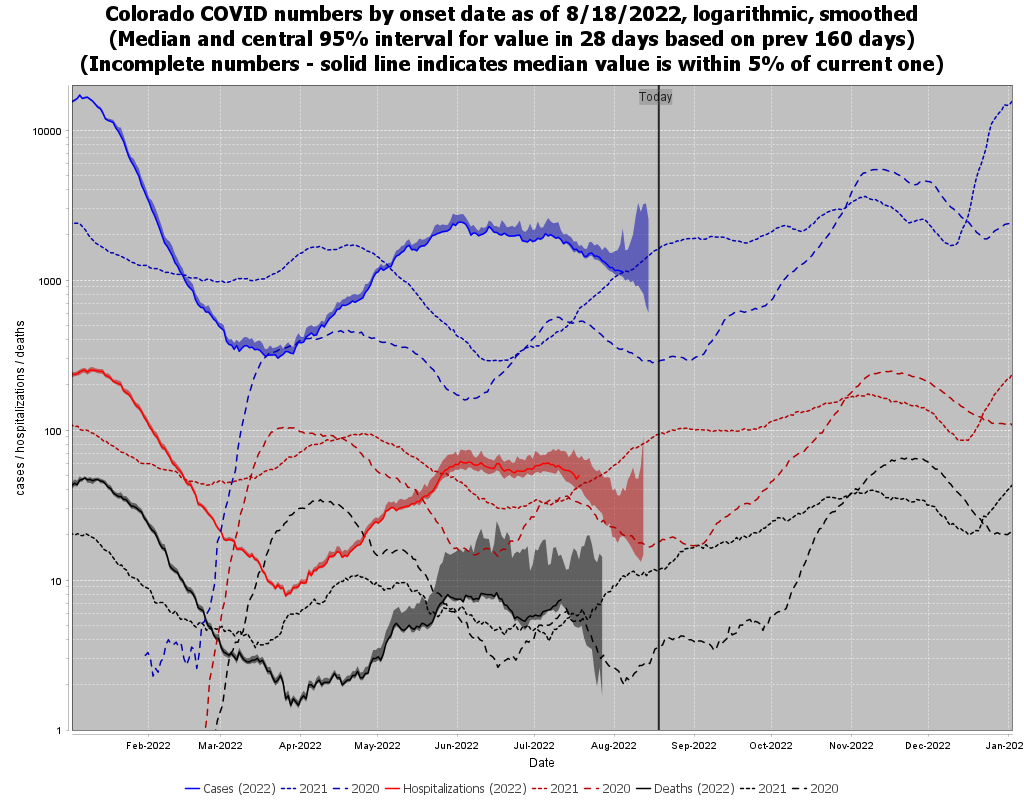 Colorado COVID numbers by onset date as of 8/18/2022, logarithmic, smoothed
(Median and central 95% interval for value in 28 days based on prev 160 days)
(Incomplete numbers - solid line indicates median value is within 5% of current one)
Today
10000
1000
100
10
1
cases / hospitalizations / deaths
Feb-2022 Mar-2022 Apr-2022 May-2022 Jun-2022 Jul-2022 Aug-2022 Sep-2022 Oct-2022 Nov-2022 Dec-2022 Jan-202
Date
Cases (2022) 2021 2020 Hospitalizations (2022) 2021 2020 Deaths (2022) 2021 2020